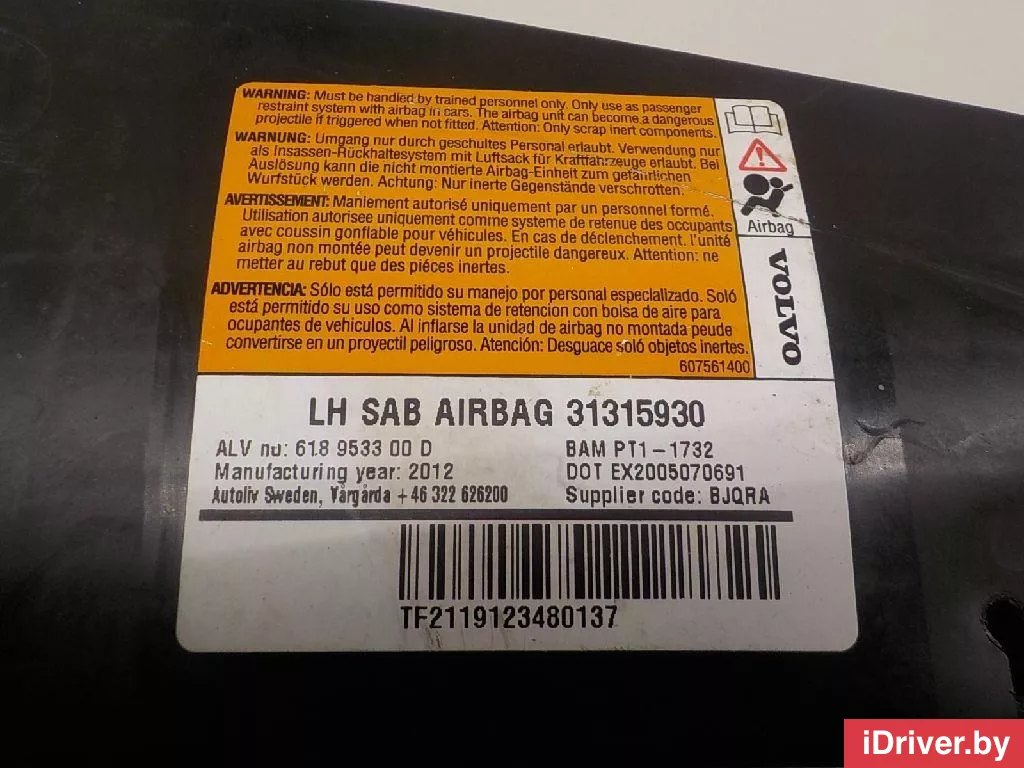 WARNING: Must be handled by trained personnel only. Only use as passenger
restraint system with airbag in cars. The airbag unit can become a dangerous
projectile if triggered when not fitted. Attention: Only scrap inert components.
WARNUNG: Umgang nur durch geschultes Personal erlaubt. Verwendung nur
als Insassen-Rückhaltesystem mit Luftsack für Kraftfahrzeuge erlaubt. Bei
Auslösung kann die nicht montierte Airbag-Einheit zum gefährlichen
Wurfstück werden. Achtung: Nur inerte Gegenstände verschrotten.
AVERTISSEMENT: Maniement autorisé uniquement par un personnel formé.
Utilisation autorisee uniquement comme systeme de retenue des occupants
avec coussin gonflable pour véhicules. En cas de déclenchement. l'unité
airbag non montée peut devenir un projectile dangereux. Attention: ne
metter au rebut que des piéces inertes.
ADVERTENCIA: Sólo está permitido su manejo por personal especializado. Soló
está permitido su uso como sistema de retención con bolsa de aire para
ocupantes de vehículos. Al inflarse la unidad de airbag no montada peude
convertirse en un proyectil peligroso. Atención: Desguace soló objetos inertes.
607561400
Airbag
VOLVO
LH SAB AIRBAG 31315930
ALV no: 618 9533 00 D
Manufacturing year: 2012
Autoliv Sweden, Vårgårda +46 322 626200
BAM PT1-1732
DOT EX2005070691
Supplier code: BJQRA
TF2119123480137
iDriver.by